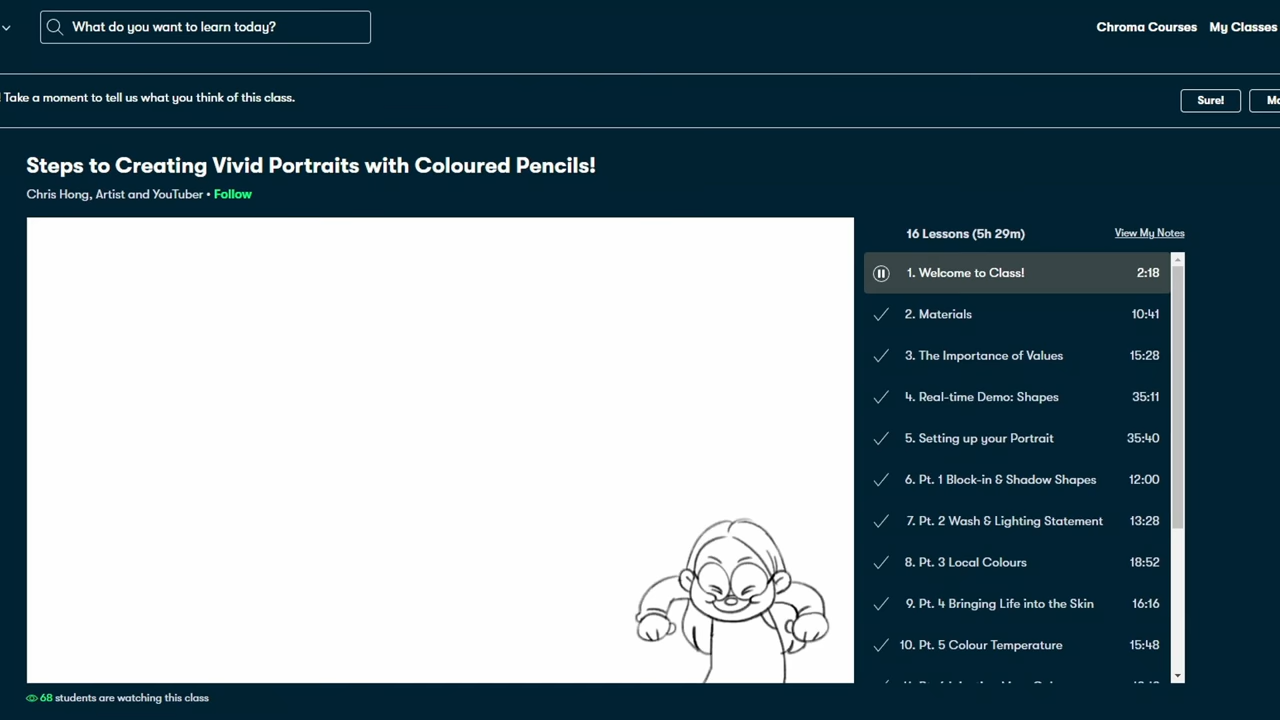 What do you want to learn today?
Chroma Courses My Classes
! Take a moment to tell us what you think of this class.
Sure!
Steps to Creating Vivid Portraits with Coloured Pencils!
Chris Hong, Artist and YouTuber • Follow
16 Lessons (5h 29m) View My Notes
1. Welcome to Class! 2:18
2. Materials 10:41
3. The Importance of Values 15:28
4. Real-time Demo: Shapes 35:11
5. Setting up your Portrait 35:40
6. Pt. 1 Block-in & Shadow Shapes 12:00
7. Pt. 2 Wash & Lighting Statement 13:28
8. Pt. 3 Local Colours 18:52
9. Pt. 4 Bringing Life into the Skin 16:16
10. Pt. 5 Colour Temperature 15:48
68 students are watching this class